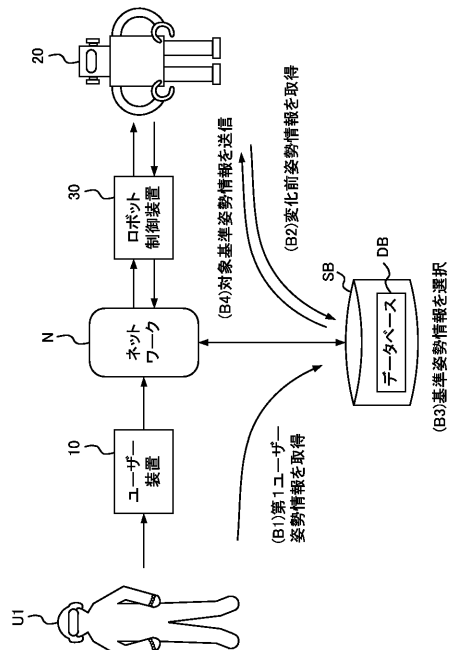 U1
10
ユーザー
装置
N
ネット
ワーク
30
ロボット
制御装置
20
(B1)第1ユーザー
姿勢情報を取得
(B4)対象基準姿勢情報を送信
(B2)変化前姿勢情報を取得
SB
DB
データベース
(B3)基準姿勢情報を選択